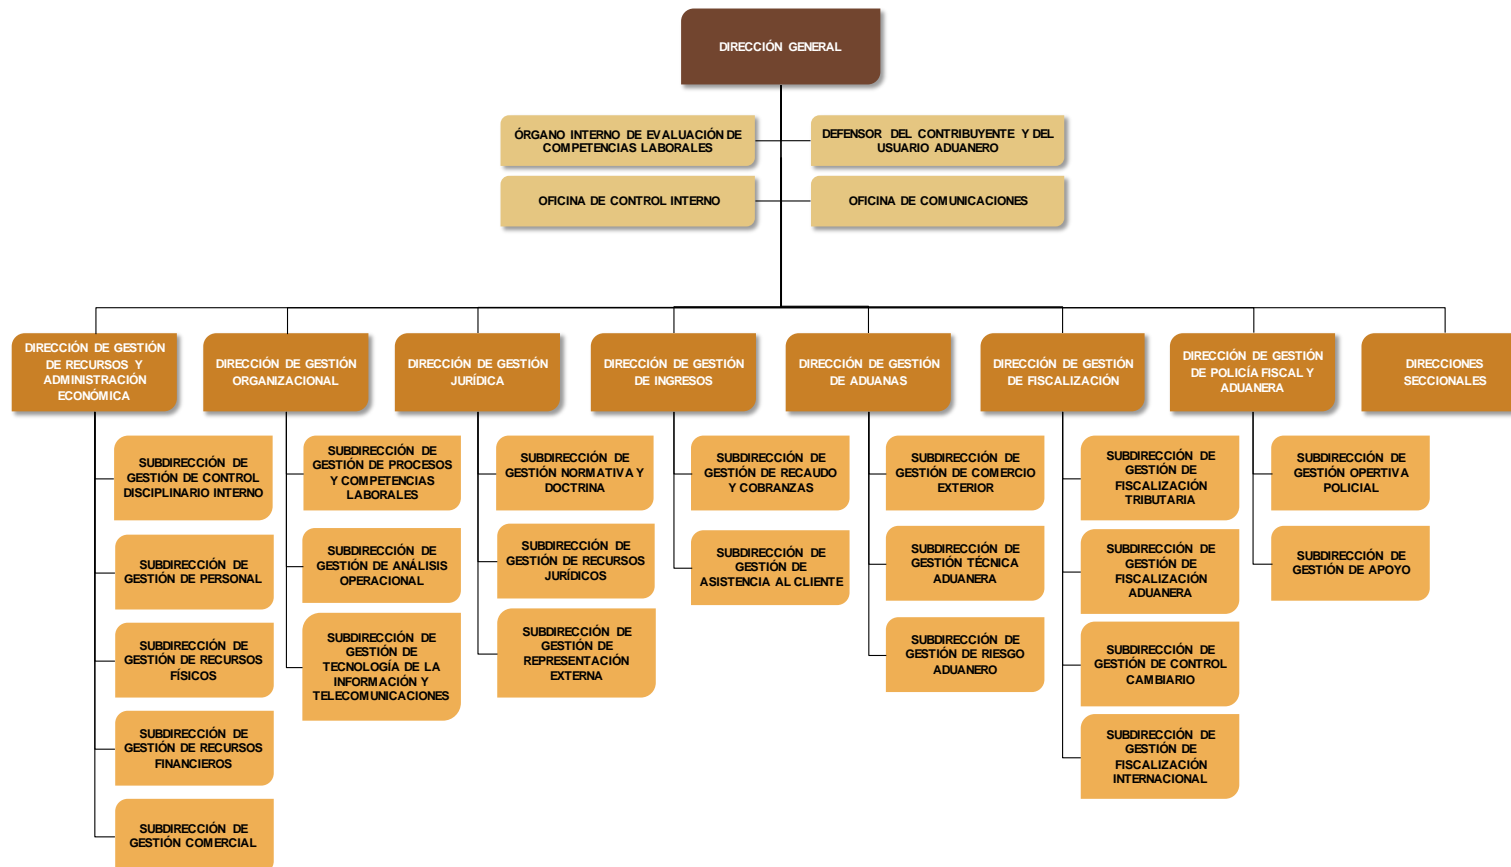 DIRECCIÓN GENERAL
ÓRGANO INTERNO DE EVALUACIÓN DE
COMPETENCIAS LABORALES
DEFENSOR DEL CONTRIBUYENTE Y DEL
USUARIO ADUANERO
OFICINA DE CONTROL INTERNO
OFICINA DE COMUNICACIONES
DIRECCIÓN DE GESTIÓN
DE RECURSOS Y
ADMINISTRACIÓN
ECONÓMICA
DIRECCIÓN DE GESTIÓN
ORGANIZACIONAL
DIRECCIÓN DE GESTIÓN
JURÍDICA
DIRECCIÓN DE GESTIÓN
DE INGRESOS
DIRECCIÓN DE GESTIÓN
DE ADUANAS
DIRECCIÓN DE GESTIÓN
DE FISCALIZACIÓN
DIRECCIÓN DE GESTIÓN
DE POLICÍA FISCAL Y
ADUANERA
DIRECCIONES
SECCIONALES
SUBDIRECCIÓN DE
GESTIÓN DE CONTROL
DISCIPLINARIO INTERNO
SUBDIRECCIÓN DE
GESTIÓN DE PERSONAL
SUBDIRECCIÓN DE
GESTIÓN DE RECURSOS
FÍSICOS
SUBDIRECCIÓN DE
GESTIÓN DE RECURSOS
FINANCIEROS
SUBDIRECCIÓN DE
GESTIÓN COMERCIAL
SUBDIRECCIÓN DE
GESTIÓN DE PROCESOS
Y COMPETENCIAS
LABORALES
SUBDIRECCIÓN DE
GESTIÓN DE ANÁLISIS
OPERACIONAL
SUBDIRECCIÓN DE
GESTIÓN DE
TECNOLOGÍA DE LA
INFORMACIÓN Y
TELECOMUNICACIONES
SUBDIRECCIÓN DE
GESTIÓN NORMATIVA Y
DOCTRINA
SUBDIRECCIÓN DE
GESTIÓN DE RECURSOS
JURÍDICOS
SUBDIRECCIÓN DE
GESTIÓN DE
REPRESENTACIÓN
EXTERNA
SUBDIRECCIÓN DE
GESTIÓN DE RECAUDO
Y COBRANZAS
SUBDIRECCIÓN DE
GESTIÓN DE
ASISTENCIA AL CLIENTE
SUBDIRECCIÓN DE
GESTIÓN DE COMERCIO
EXTERIOR
SUBDIRECCIÓN DE
GESTIÓN TÉCNICA
ADUANERA
SUBDIRECCIÓN DE
GESTIÓN DE RIESGO
ADUANERO
SUBDIRECCIÓN DE
GESTIÓN DE
FISCALIZACIÓN
TRIBUTARIA
SUBDIRECCIÓN DE
GESTIÓN DE
FISCALIZACIÓN
ADUANERA
SUBDIRECCIÓN DE
GESTIÓN DE CONTROL
CAMBIARIO
SUBDIRECCIÓN DE
GESTIÓN DE
FISCALIZACIÓN
INTERNACIONAL
SUBDIRECCIÓN DE
GESTIÓN OPERTIVA
POLICIAL
SUBDIRECCIÓN DE
GESTIÓN DE APOYO